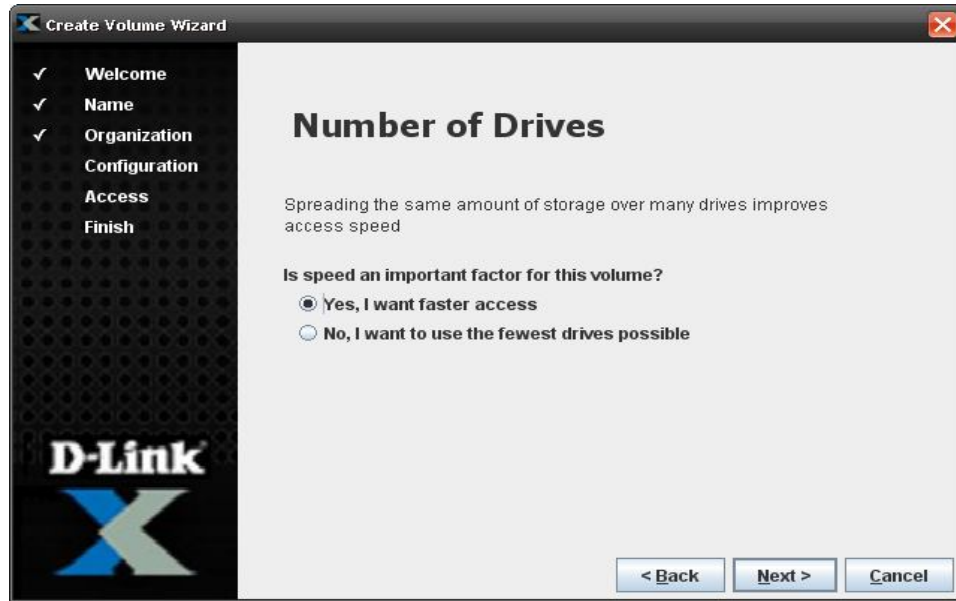 Create Volume Wizard
✓ Welcome
✓ Name
✓ Organization
Configuration
Access
Finish
Number of Drives
Spreading the same amount of storage over many drives improves
access speed
Is speed an important factor for this volume?
Yes, I want faster access
No, I want to use the fewest drives possible
D-Link
< Back Next > Cancel